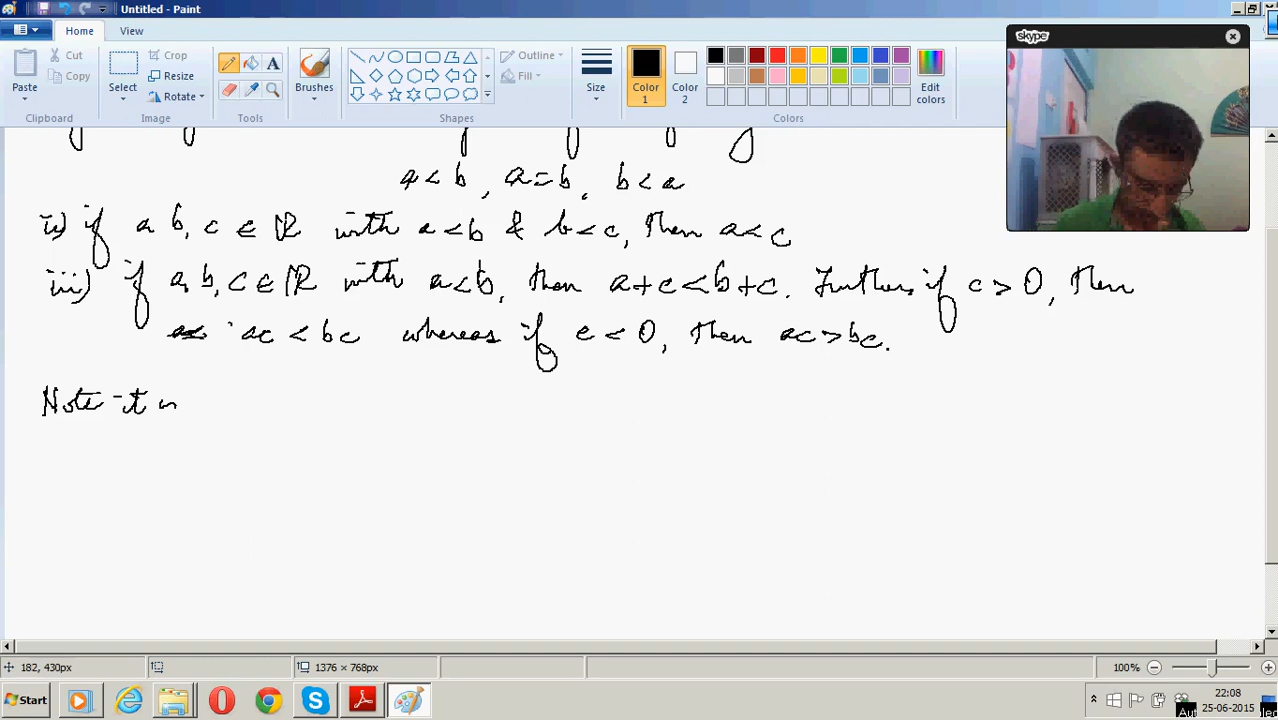 Untitled - Paint
Home View
Cut
Copy
Paste
Clipboard
Crop
Resize
Rotate
Select
Image
Tools
Brushes
Shapes
Outline
Fill
Size
Color 1
Color 2
Edit colors
Colors
skype
a < b, a = b, b < a
ii) if a b, c ∈ ℝ with a < b & b < c, then a < c
iii) if a, b, c ∈ ℝ with a < b, then a + c < b + c. Further, if c > 0, then
ac < bc whereas if c < 0, then ac > bc.
Note - it
182, 430px
1376 × 768px
100%
Start
22:08
25-06-2015